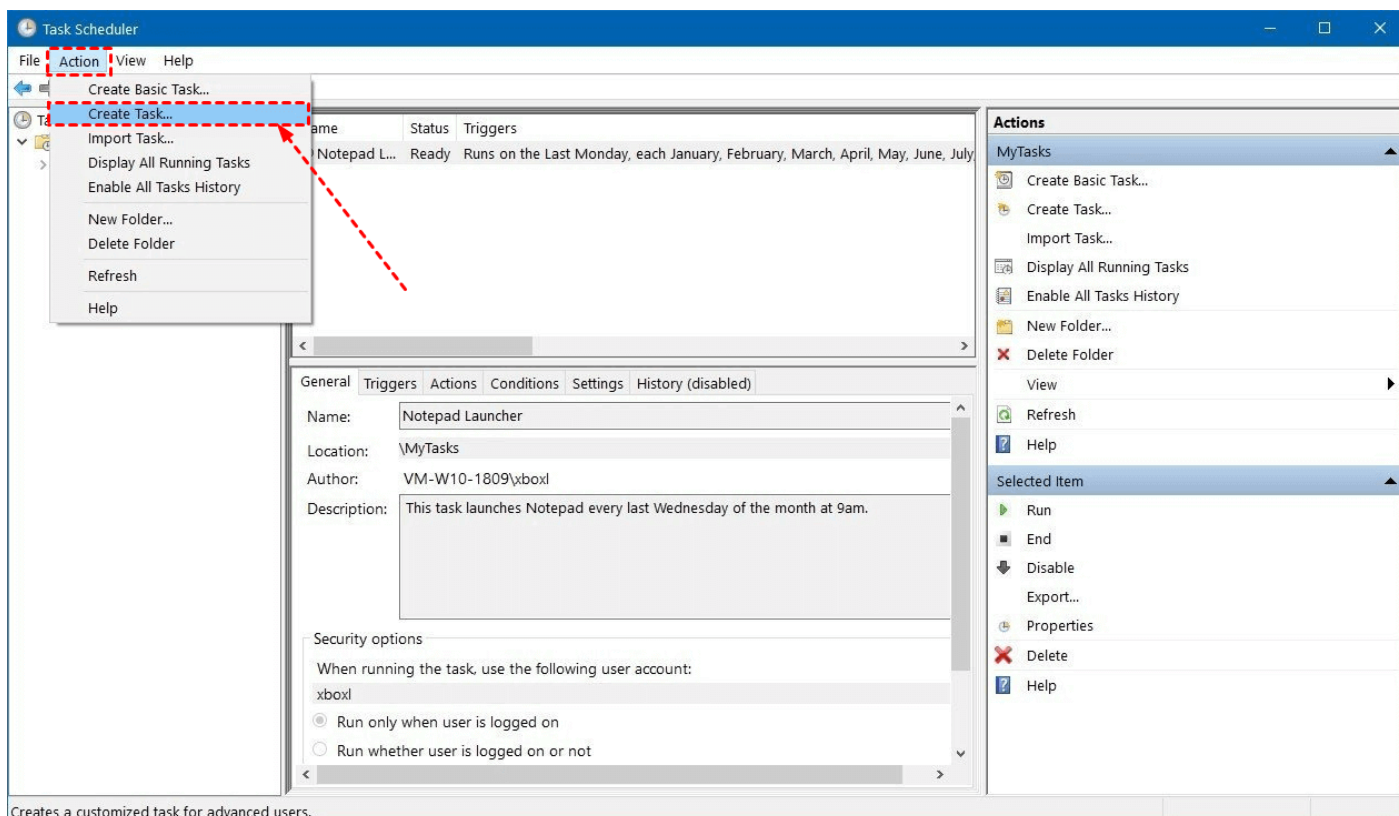 Task Scheduler
File Action View Help
Create Basic Task...
Create Task...
Import Task...
Display All Running Tasks
Enable All Tasks History
New Folder...
Delete Folder
Refresh
Help
Ta
ame Status Triggers
Notepad L... Ready Runs on the Last Monday, each January, February, March, April, May, June, July
General Triggers Actions Conditions Settings History (disabled)
Name: Notepad Launcher
Location: \MyTasks
Author: VM-W10-1809\xboxl
Description: This task launches Notepad every last Wednesday of the month at 9am.
Security options
When running the task, use the following user account:
xboxl
Run only when user is logged on
Run whether user is logged on or not
Actions
MyTasks
Create Basic Task...
Create Task...
Import Task...
Display All Running Tasks
Enable All Tasks History
New Folder...
Delete Folder
View
Refresh
Help
Selected Item
Run
End
Disable
Export...
Properties
Delete
Help
Creates a customized task for advanced users.